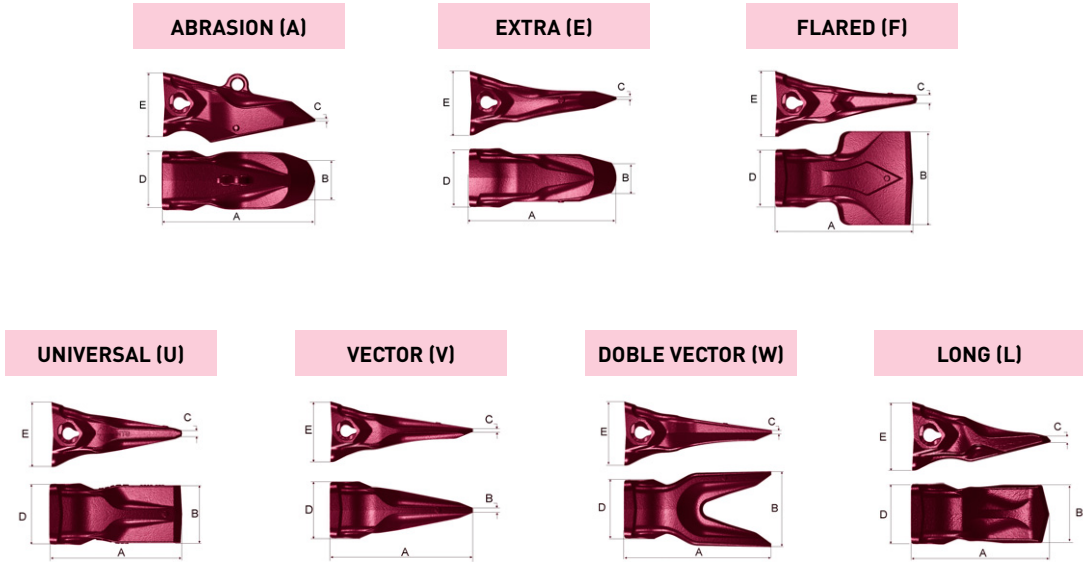 ABRASION (A)
EXTRA (E)
FLARED (F)
E
C
D
B
A
E
C
D
B
A
E
C
D
B
A
UNIVERSAL (U)
VECTOR (V)
DOBLE VECTOR (W)
LONG (L)
E
C
D
B
A
E
C
D
B
A
E
C
D
B
A
E
C
D
B
A